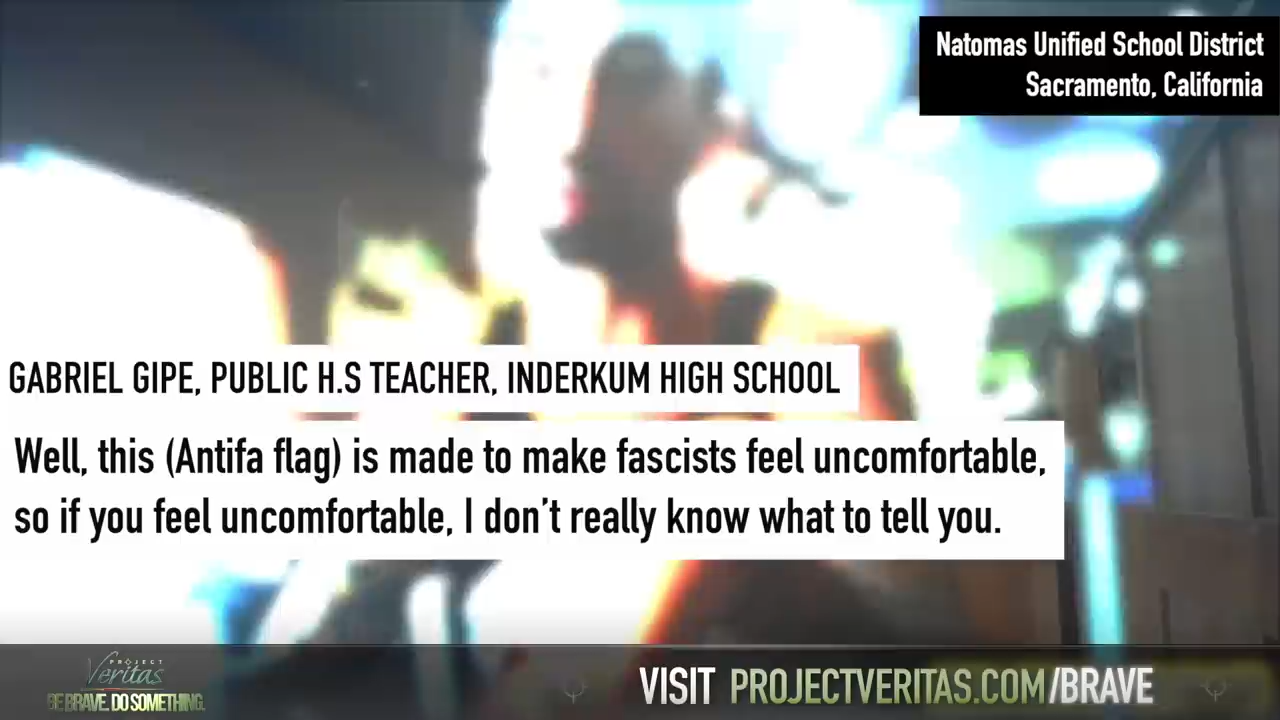 Natomas Unified School District
Sacramento, California
GABRIEL GIPE, PUBLIC H.S TEACHER, INDERKUM HIGH SCHOOL
Well, this (Antifa flag) is made to make fascists feel uncomfortable,
so if you feel uncomfortable, I don't really know what to tell you.
PROJECT
Veritas
BE BRAVE. DO SOMETHING.
VISIT PROJECTVERITAS.COM/BRAVE